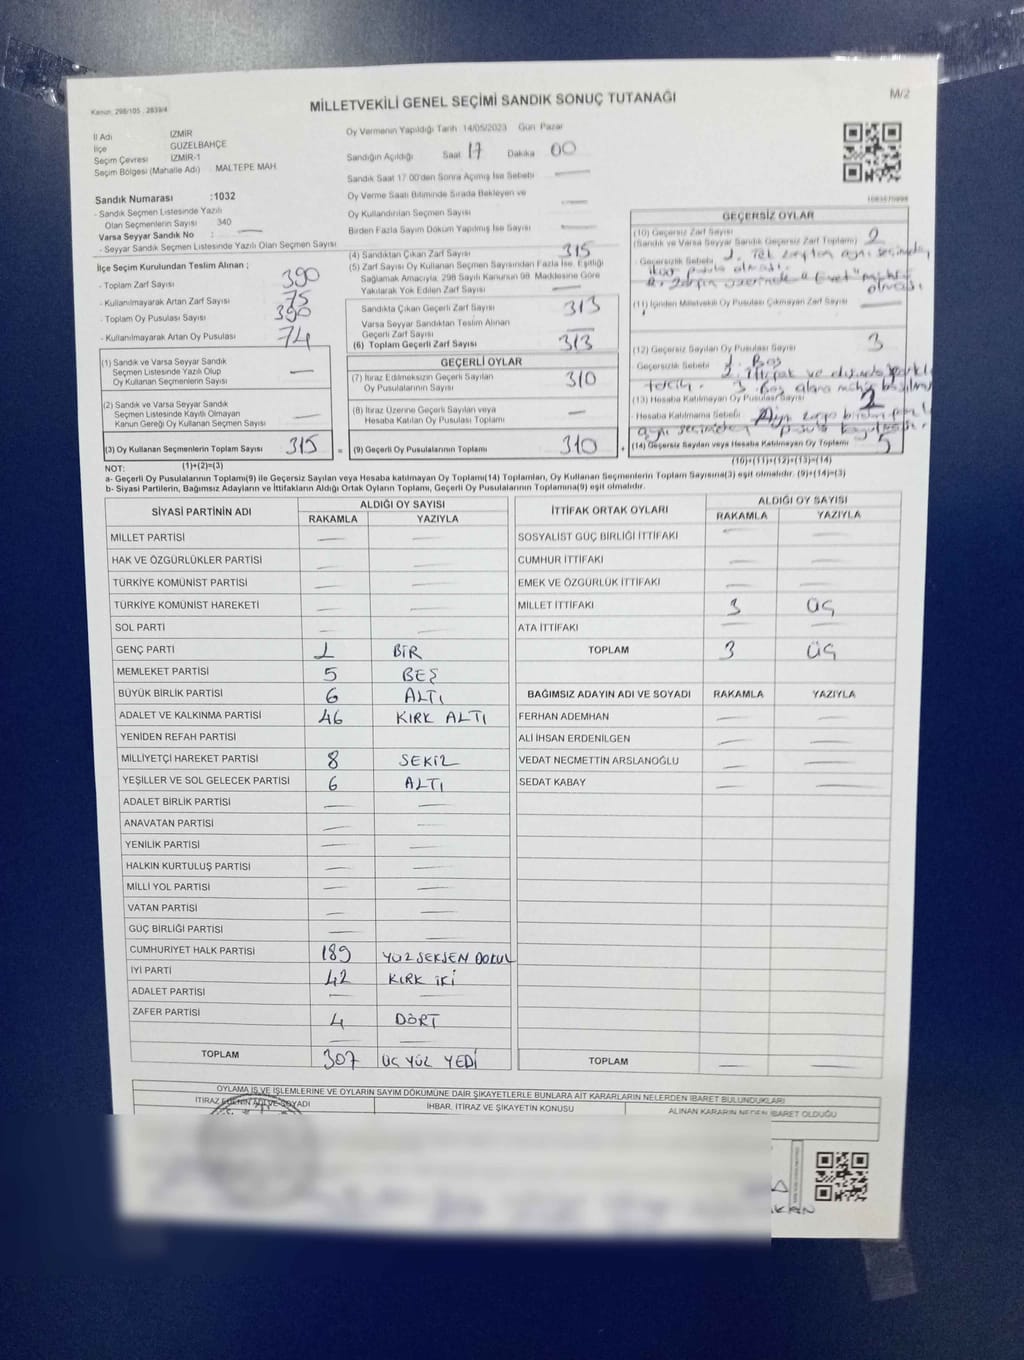 Kanun: 298/105 , 2839/4
MİLLETVEKİLİ GENEL SEÇİMİ SANDIK SONUÇ TUTANAĞI
M/2
İl Adı İZMİR
İlçe GÜZELBAHÇE
Seçim Çevresi İZMİR-1
Seçim Bölgesi (Mahalle Adı) MALTEPE MAH
Oy Vermenin Yapıldığı Tarih 14/05/2023 Gün Pazar
Sandığın Açıldığı Saat 17 Dakika 00
Sandık Saat 17.00'den Sonra Açılmış İse Sebebi —
Oy Verme Saati Bitiminde Sırada Bekleyen ve
Oy Kullandırılan Seçmen Sayısı —
Birden Fazla Sayım Döküm Yapılmış İse Sayısı —
Sandık Numarası :1032
- Sandık Seçmen Listesinde Yazılı
Olan Seçmenlerin Sayısı 340
Varsa Seyyar Sandık No : —
- Seyyar Sandık Seçmen Listesinde Yazılı Olan Seçmen Sayısı
İlçe Seçim Kurulundan Teslim Alınan ;
- Toplam Zarf Sayısı 390
- Kullanılmayarak Artan Zarf Sayısı 75
- Toplam Oy Pusulası Sayısı 390
- Kullanılmayarak Artan Oy Pusulası 74
(4) Sandıktan Çıkan Zarf Sayısı 315
(5) Zarf Sayısı Oy Kullanan Seçmen Sayısından Fazla İse, Eşitliği
Sağlamak Amacıyla, 298 Sayılı Kanunun 98. Maddesine Göre
Yakılarak Yok Edilen Zarf Sayısı —
Sandıkta Çıkan Geçerli Zarf Sayısı 313
Varsa Seyyar Sandıktan Teslim Alınan
Geçerli Zarf Sayısı —
(6) Toplam Geçerli Zarf Sayısı 313
GEÇERSİZ OYLAR
(10) Geçersiz Zarf Sayısı 2
(Sandık ve Varsa Seyyar Sandık Geçersiz Zarf Toplamı)
- Geçersizlik Sebebi 1. Tek zarftan aynı seçimden
olması.
olması
(11) İçinden Milletvekili Oy Pusulası Çıkmayan Zarf Sayısı —
(12) Geçersiz Sayılan Oy Pusulası Sayısı 3
Geçersizlik Sebebi 1. Boş
2. İttifak ve dışında parti
tercih. 3. Boş alana mühür basılmış
(13) Hesaba Katılmayan Oy Pusulası Sayısı 2
- Hesaba Katılmama Sebebi Aynı
aynı seçimden pusula
(14) Geçersiz Sayılan veya Hesaba Katılmayan Oy Toplamı 5
(10)+(11)+(12)+(13)=(14)
(1) Sandık ve Varsa Seyyar Sandık
Seçmen Listesinde Yazılı Olup
Oy Kullanan Seçmenlerin Sayısı —
(2) Sandık ve Varsa Seyyar Sandık
Seçmen Listesinde Kayıtlı Olmayan
Kanun Gereği Oy Kullanan Seçmen Sayısı —
(3) Oy Kullanan Seçmenlerin Toplam Sayısı 315
(1)+(2)=(3)
GEÇERLİ OYLAR
(7) İtiraz Edilmeksizin Geçerli Sayılan
Oy Pusulalarının Sayısı 310
(8) İtiraz Üzerine Geçerli Sayılan veya
Hesaba Katılan Oy Pusulası Toplamı —
= (9) Geçerli Oy Pusulalarının Toplamı 310 +
NOT:
a- Geçerli Oy Pusulalarının Toplamı(9) ile Geçersiz Sayılan veya Hesaba katılmayan Oy Toplamı(14) Toplamları, Oy Kullanan Seçmenlerin Toplam Sayısına(3) eşit olmalıdır. (9)+(14)=(3)
b- Siyasi Partilerin, Bağımsız Adayların ve İttifakların Aldığı Ortak Oyların Toplamı, Geçerli Oy Pusulalarının Toplamına(9) eşit olmalıdır.
SİYASİ PARTİNİN ADI ALDIĞI OY SAYISI
RAKAMLA YAZIYLA
MİLLET PARTİSİ — —
HAK VE ÖZGÜRLÜKLER PARTİSİ — —
TÜRKİYE KOMÜNİST PARTİSİ — —
TÜRKİYE KOMÜNİST HAREKETİ — —
SOL PARTİ — —
GENÇ PARTİ 1 BİR
MEMLEKET PARTİSİ 5 BEŞ
BÜYÜK BİRLİK PARTİSİ 6 ALTI
ADALET VE KALKINMA PARTİSİ 46 KIRK ALTI
YENİDEN REFAH PARTİSİ
MİLLİYETÇİ HAREKET PARTİSİ 8 SEKİZ
YEŞİLLER VE SOL GELECEK PARTİSİ 6 ALTI
ADALET BİRLİK PARTİSİ — —
ANAVATAN PARTİSİ — —
YENİLİK PARTİSİ — —
HALKIN KURTULUŞ PARTİSİ — —
MİLLİ YOL PARTİSİ — —
VATAN PARTİSİ — —
GÜÇ BİRLİĞİ PARTİSİ — —
CUMHURİYET HALK PARTİSİ 189 YÜZ SEKSEN DOKUZ
İYİ PARTİ 42 KIRK İKİ
ADALET PARTİSİ — —
ZAFER PARTİSİ 4 DÖRT
— —
TOPLAM 307 ÜÇ YÜZ YEDİ
İTTİFAK ORTAK OYLARI ALDIĞI OY SAYISI
RAKAMLA YAZIYLA
SOSYALİST GÜÇ BİRLİĞİ İTTİFAKI — —
CUMHUR İTTİFAKI — —
EMEK VE ÖZGÜRLÜK İTTİFAKI — —
MİLLET İTTİFAKI 3 ÜÇ
ATA İTTİFAKI — —
TOPLAM 3 ÜÇ
BAĞIMSIZ ADAYIN ADI VE SOYADI RAKAMLA YAZIYLA
FERHAN ADEMHAN — —
ALİ İHSAN ERDENİLGEN — —
VEDAT NECMETTİN ARSLANOĞLU — —
SEDAT KABAY — —
TOPLAM — —
OYLAMA İŞ VE İŞLEMLERİNE VE OYLARIN SAYIM DÖKÜMÜNE DAİR ŞİKAYETLERLE BUNLARA AİT KARARLARIN NELERDEN İBARET BULUNDUKLARI
İTİRAZ EDENİN ADI VE SOYADI İHBAR, İTİRAZ VE ŞİKAYETİN KONUSU ALINAN KARARIN NEDEN İBARET OLDUĞU